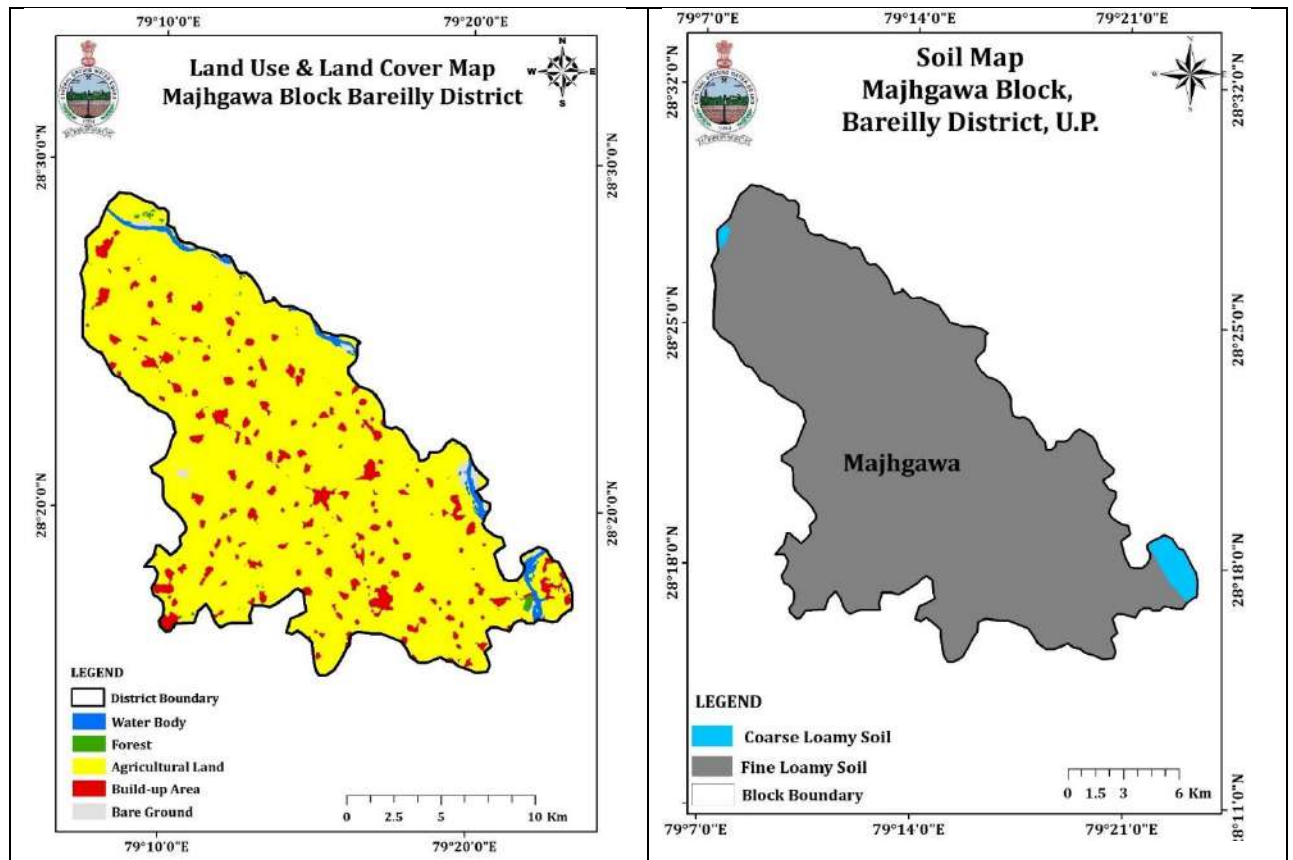 79°10'0"E
79°20'0"E
Land Use & Land Cover Map
Majhgawa Block Bareilly District
N
W
E
S
28°30'0"N
28°30'0"N
28°20'0"N
28°20'0"N
LEGEND
District Boundary
Water Body
Forest
Agricultural Land
Build-up Area
Bare Ground
0 2.5 5 10 Km
79°10'0"E
79°20'0"E
79°7'0"E
79°14'0"E
79°21'0"E
Soil Map
Majhgawa Block,
Bareilly District, U.P.
28°32'0"N
28°32'0"N
28°25'0"N
28°25'0"N
Majhgawa
28°18'0"N
28°18'0"N
LEGEND
Coarse Loamy Soil
Fine Loamy Soil
Block Boundary
0 1.5 3 6 Km
28°11'0"N
79°7'0"E
79°14'0"E
79°21'0"E